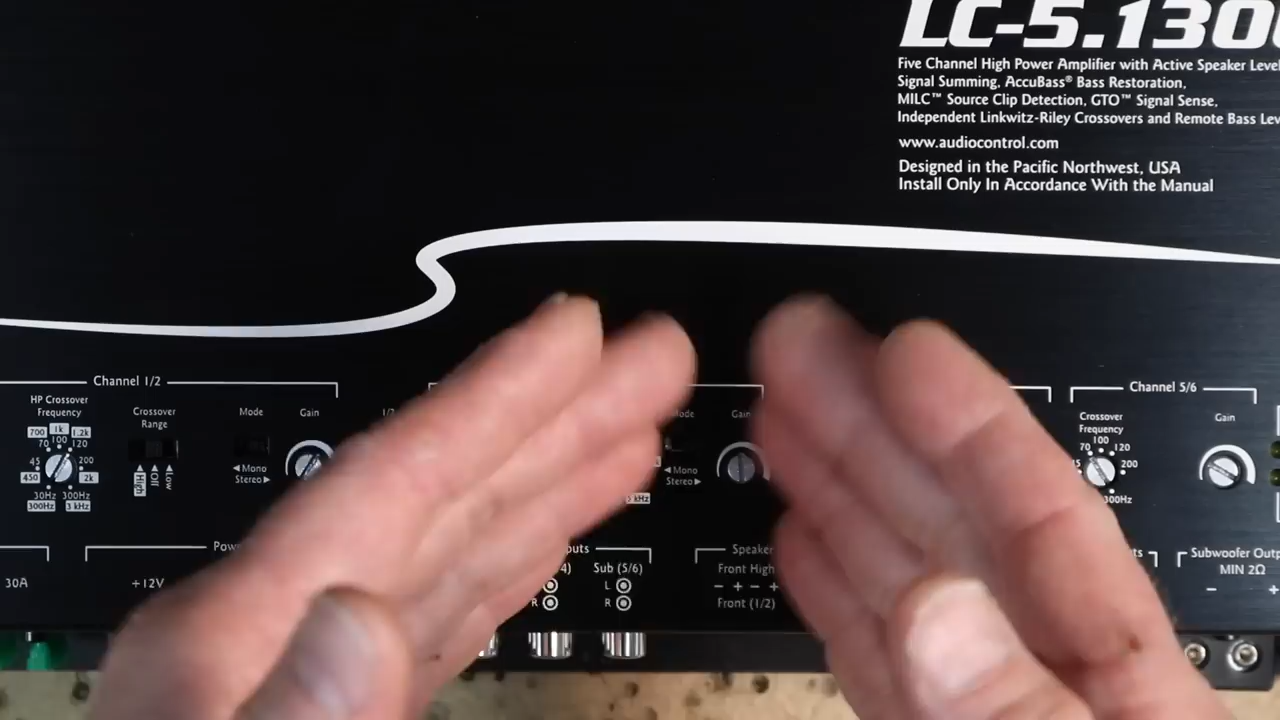 LC-5.130
Five Channel High Power Amplifier with Active Speaker Level
Signal Summing, AccuBass® Bass Restoration,
MILC™ Source Clip Detection, GTO™ Signal Sense,
Independent Linkwitz-Riley Crossovers and Remote Bass Lev
www.audiocontrol.com
Designed in the Pacific Northwest, USA
Install Only In Accordance With the Manual
Channel 1/2
Channel 5/6
HP Crossover
Frequency
Crossover
Range
Mode
Gain
Mode
Gain
Crossover
Frequency
Gain
700 1k 1.2k
70 100 120
45 200
450 2k
30Hz 300Hz
300Hz 3 kHz
High Off Low
◄ Mono
Stereo ►
◄ Mono
Stereo ►
70 100 120
200
300Hz
30A
+12V
Sub (5/6)
L
R
R
Speaker
Front High
− + − +
Front (1/2)
Subwoofer Outp
MIN 2Ω
− +